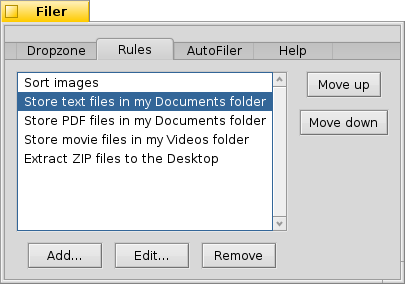 Filer
Dropzone Rules AutoFiler Help
Sort images
Store text files in my Documents folder
Store PDF files in my Documents folder
Store movie files in my Videos folder
Extract ZIP files to the Desktop
Move up
Move down
Add... Edit... Remove